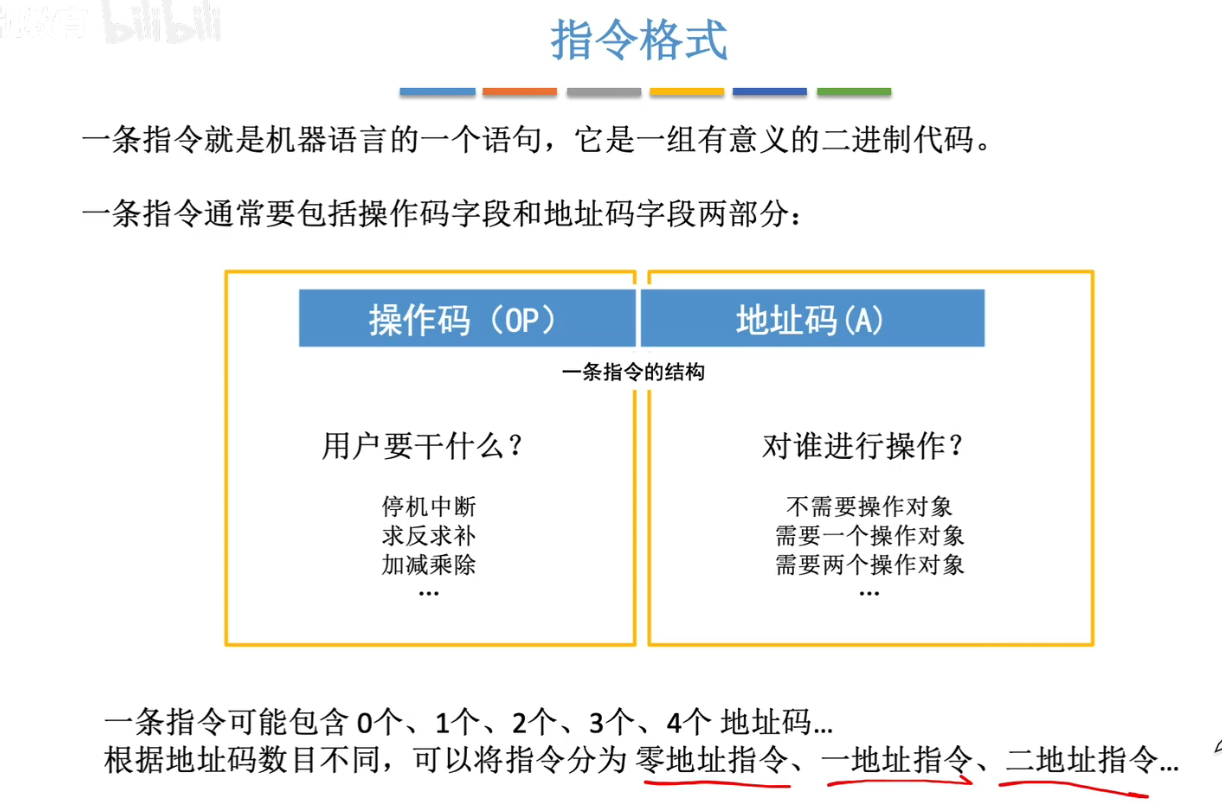 bilibili
指令格式
一条指令就是机器语言的一个语句，它是一组有意义的二进制代码。
一条指令通常要包括操作码字段和地址码字段两部分：
操作码（OP）
地址码(A)
一条指令的结构
用户要干什么？
停机中断
求反求补
加减乘除
…
对谁进行操作？
不需要操作对象
需要一个操作对象
需要两个操作对象
…
一条指令可能包含 0个、1个、2个、3个、4个 地址码…
根据地址码数目不同，可以将指令分为 零地址指令、一地址指令、二地址指令…